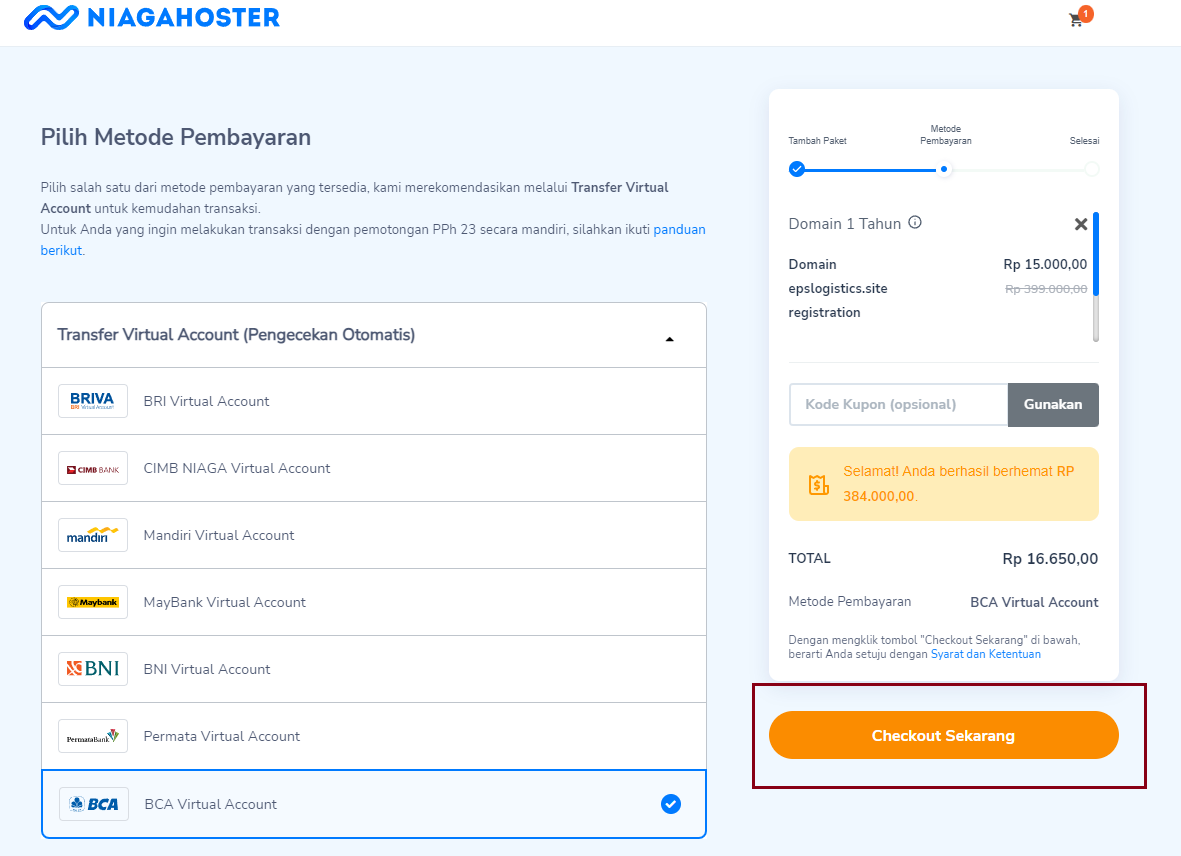 NIAGAHOSTER
1
Pilih Metode Pembayaran
Pilih salah satu dari metode pembayaran yang tersedia, kami merekomendasikan melalui Transfer Virtual
Account untuk kemudahan transaksi.
Untuk Anda yang ingin melakukan transaksi dengan pemotongan PPh 23 secara mandiri, silahkan ikuti panduan
berikut.
Transfer Virtual Account (Pengecekan Otomatis)
BRIVA
BRI Virtual Account
BRI Virtual Account
CIMB BANK
CIMB NIAGA Virtual Account
mandiri
Mandiri Virtual Account
Maybank
MayBank Virtual Account
BNI
BNI Virtual Account
PermataBank
Permata Virtual Account
BCA
BCA Virtual Account
Tambah Paket
Metode
Pembayaran
Selesai
Domain 1 Tahun
Domain
Rp 15.000,00
epslogistics.site
Rp 399.000,00
registration
Kode Kupon (opsional)
Gunakan
Selamat! Anda berhasil berhemat RP
384.000,00.
TOTAL
Rp 16.650,00
Metode Pembayaran
BCA Virtual Account
Dengan mengklik tombol "Checkout Sekarang" di bawah,
berarti Anda setuju dengan Syarat dan Ketentuan
Checkout Sekarang